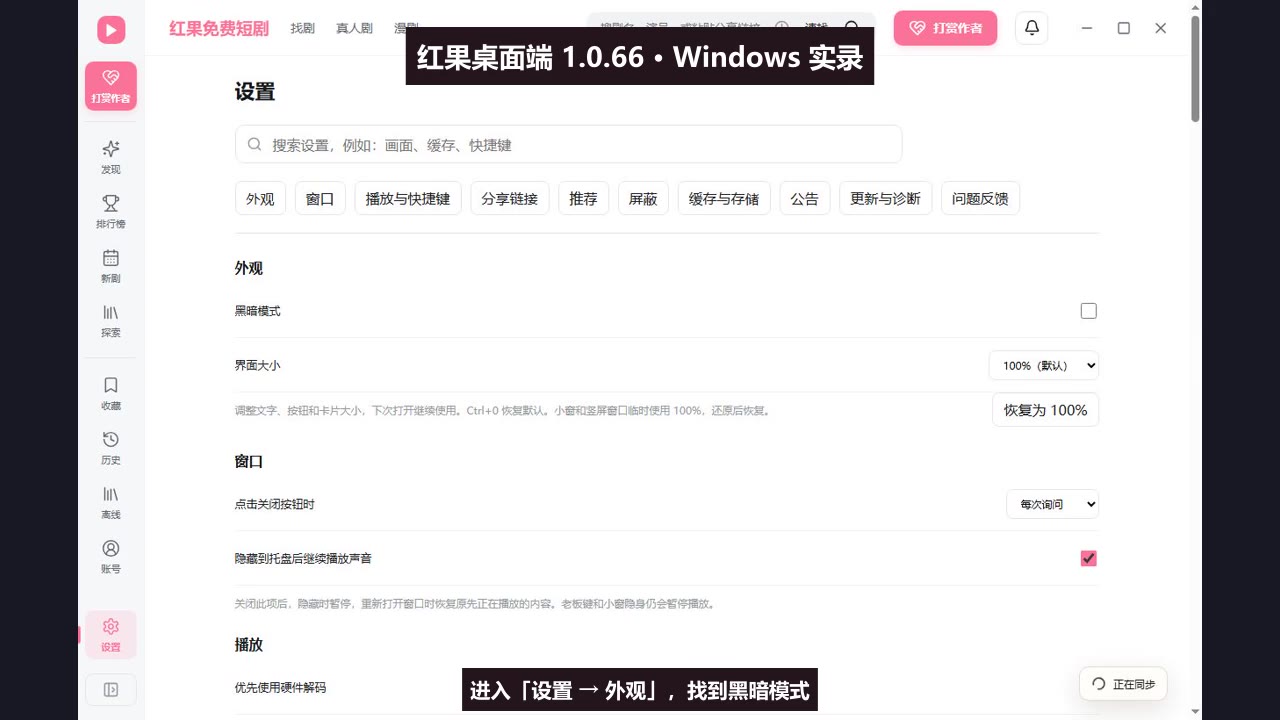 红果免费短剧 找剧 真人剧 漫剧
打赏作者
红果桌面端 1.0.66 • Windows 实录
打赏作者
发现
排行榜
新剧
探索
收藏
历史
离线
账号
设置
设置
搜索设置，例如：画面、缓存、快捷键
外观 窗口 播放与快捷键 分享链接 推荐 屏蔽 缓存与存储 公告 更新与诊断 问题反馈
外观
黑暗模式
界面大小 100%（默认）
调整文字、按钮和卡片大小，下次打开继续使用。Ctrl+0 恢复默认。小窗和竖屏窗口临时使用 100%，还原后恢复。 恢复为 100%
窗口
点击关闭按钮时 每次询问
隐藏到托盘后继续播放声音
关闭此项后，隐藏时暂停，重新打开窗口时恢复原先正在播放的内容。老板键和小窗隐身仍会暂停播放。
播放
优先使用硬件解码
正在同步
进入「设置 → 外观」，找到黑暗模式